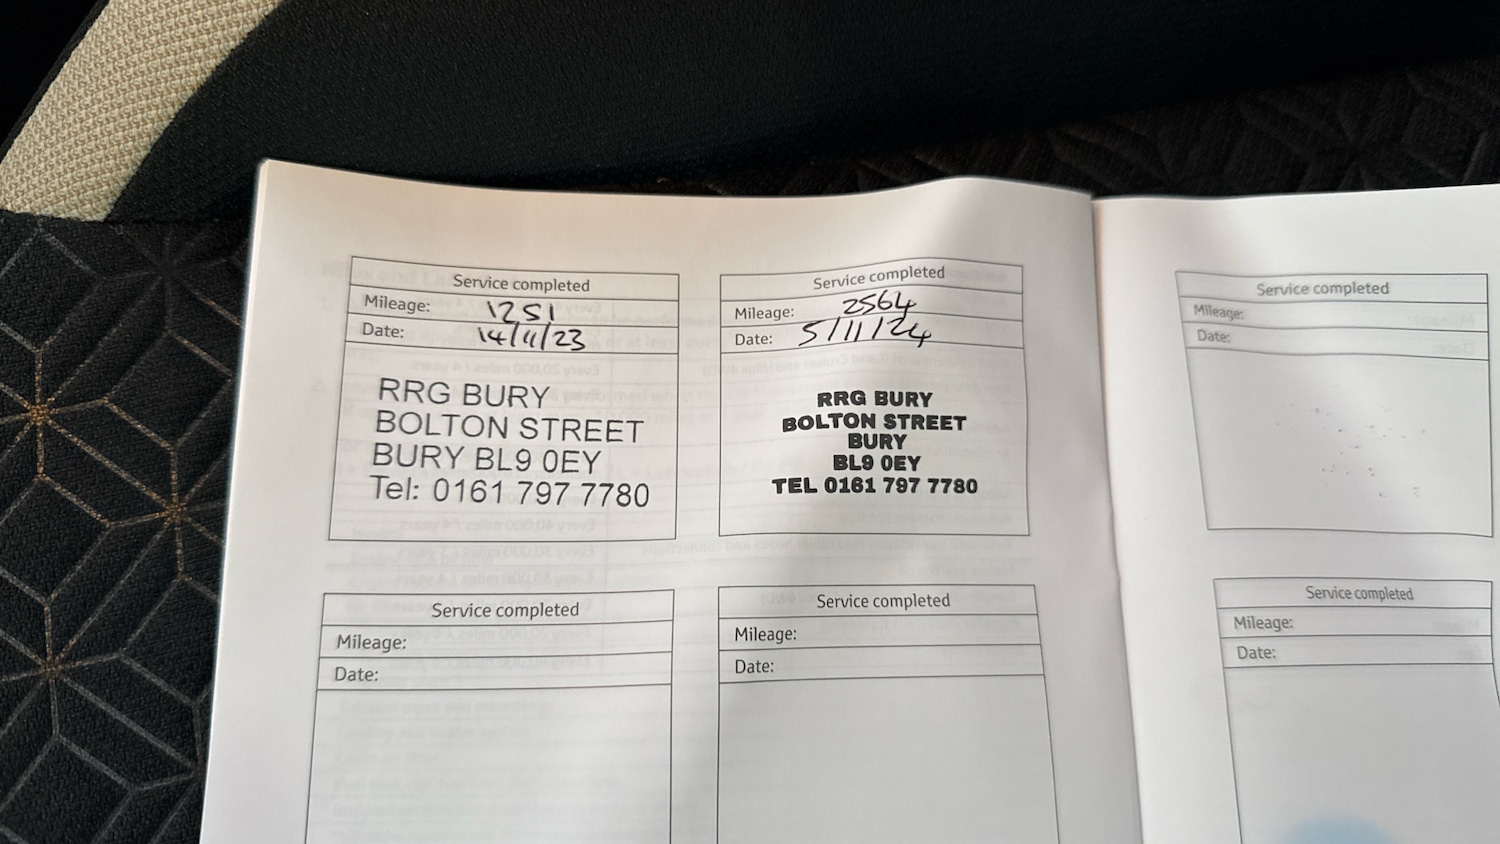 Service completed
Mileage: 1251
Date: 14/11/23
RRG BURY
BOLTON STREET
BURY BL9 0EY
Tel: 0161 797 7780
Service completed
Mileage: 2564
Date: 5/11/24
RRG BURY
BOLTON STREET
BURY
BL9 0EY
TEL 0161 797 7780
Service completed
Mileage:
Date:
Service completed
Mileage:
Date:
Service completed
Mileage:
Date:
Service completed
Mileage:
Date: